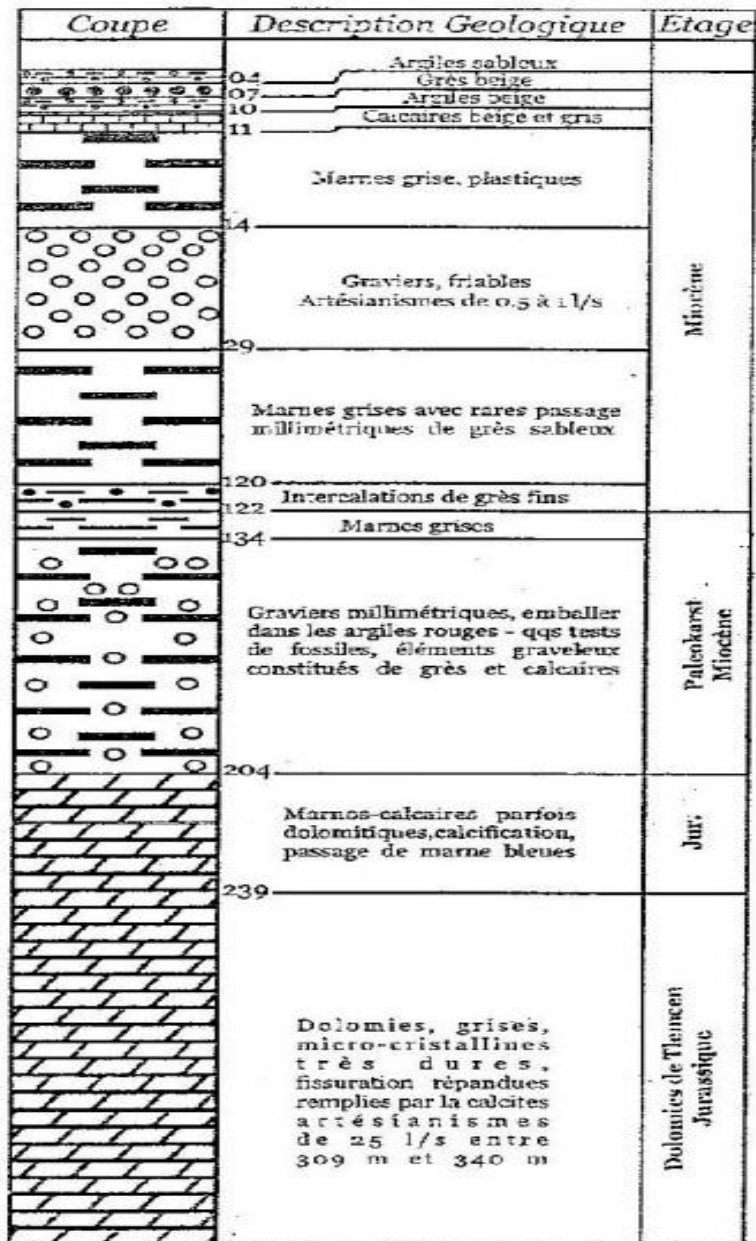 Coupe
Description Geologique
Etage
Argiles sableux
04
Grès beige
07
Argiles beige
10
Calcaires beige et gris
11
Marnes grise, plastiques
14
Graviers, friables
Artésianismes de 0.5 à 1 l/s
29
Marnes grises avec rares passage
millimétriques de grès sableux
120
Intercalations de grès fins
122
Marnes grises
134
Miocène
Graviers millimétriques, emballer
dans les argiles rouges - qqs tests
de fossiles, éléments graveleux
constitués de grès et calcaires
Paleokarst
Miocène
204
Marnos-calcaires parfois
dolomitiques,calcification,
passage de marne bleues
Jur:
239
Dolomies, grises,
micro-cristallines
très dures,
fissuration répandues
remplies par la calcites
artésianismes
de 25 l/s entre
309 m et 340 m
Dolomies de Tlemcen
Jurassique